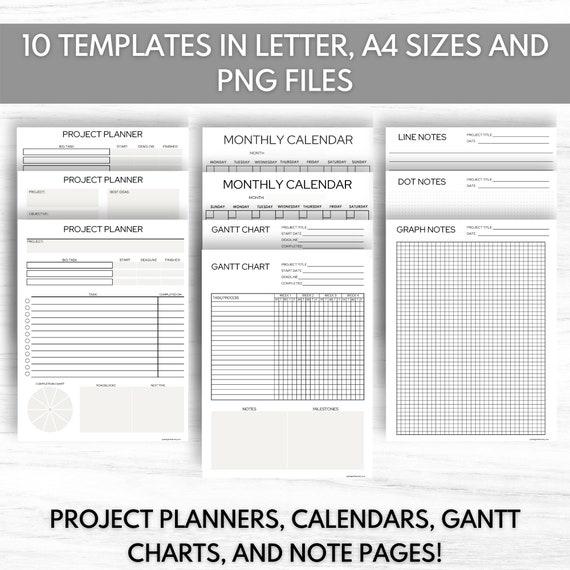 10 TEMPLATES IN LETTER, A4 SIZES AND
PNG FILES
PROJECT PLANNER
BIG TASK START DEADLINE FINISHED
PROJECT PLANNER
PROJECT: BEST IDEAS:
OBJECTIVE:
PROJECT PLANNER
PROJECT:
BIG TASK START DEADLINE FINISHED
TASK COMPLETED ON
COMPLETION CHART ROADBLOCKS NEXT TIME
MONTHLY CALENDAR
MONTH:
SUNDAY MONDAY TUESDAY WEDNESDAY THURSDAY FRIDAY SATURDAY
MONTHLY CALENDAR
MONTH:
SUNDAY MONDAY TUESDAY WEDNESDAY THURSDAY FRIDAY SATURDAY
GANTT CHART
PROJECT TITLE:
START DATE:
DEADLINE:
COMPLETED:
GANTT CHART
PROJECT TITLE:
START DATE:
DEADLINE:
COMPLETED:
TASK/PROCESS WEEK 1 WEEK 2 WEEK 3 WEEK 4
NOTES MILESTONES
LINE NOTES PROJECT TITLE:
DATE:
DOT NOTES PROJECT TITLE:
DATE:
GRAPH NOTES PROJECT TITLE:
DATE:
PROJECT PLANNERS, CALENDARS, GANTT
CHARTS, AND NOTE PAGES!